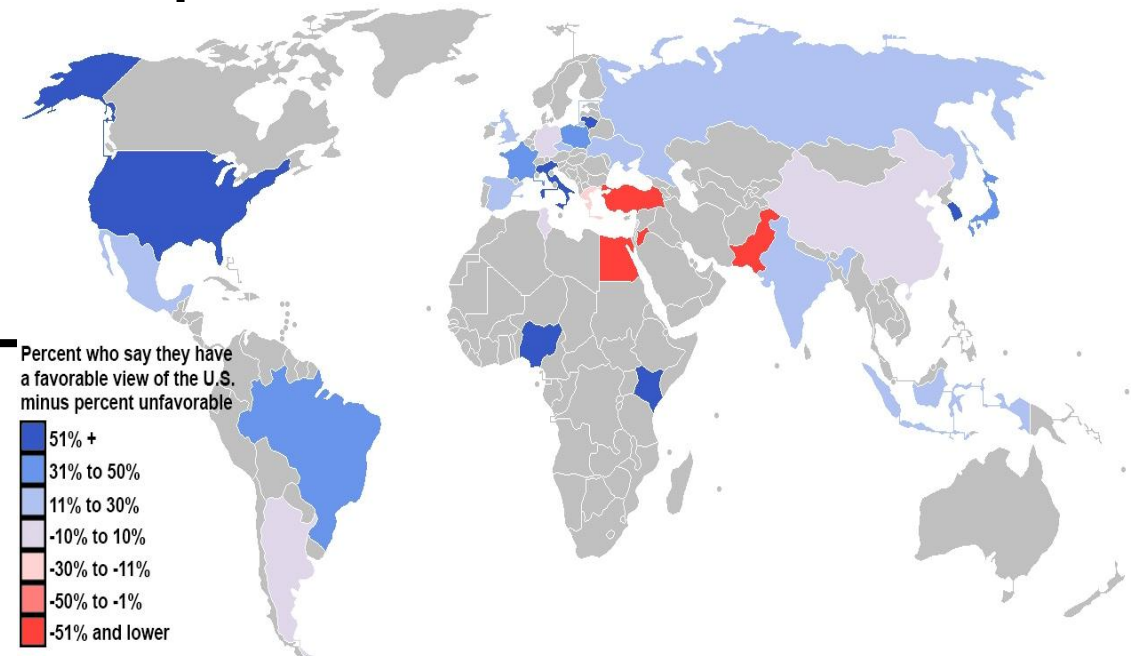 Percent who say they have
a favorable view of the U.S.
minus percent unfavorable
51% +
31% to 50%
11% to 30%
-10% to 10%
-30% to -11%
-50% to -1%
-51% and lower